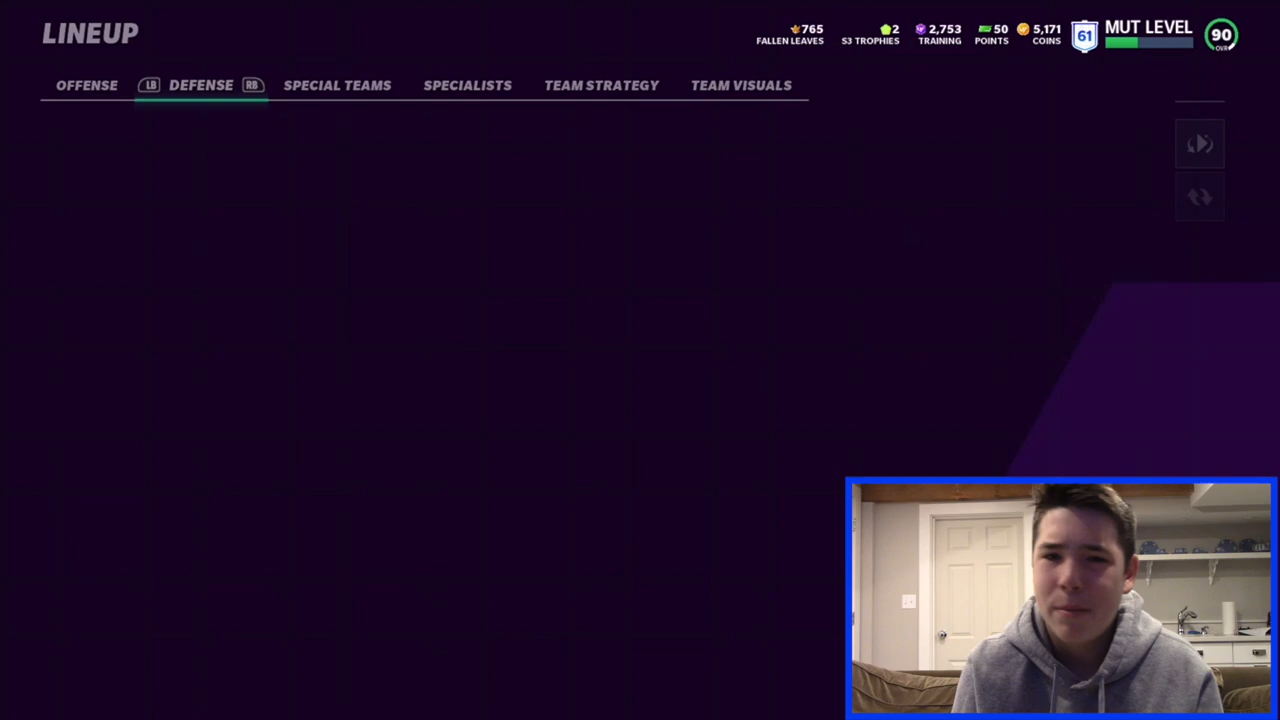 LINEUP
765 2 2,753 50 5,171 61 MUT LEVEL 90
FALLEN LEAVES S3 TROPHIES TRAINING POINTS COINS OVR
OFFENSE LB DEFENSE RB SPECIAL TEAMS SPECIALISTS TEAM STRATEGY TEAM VISUALS